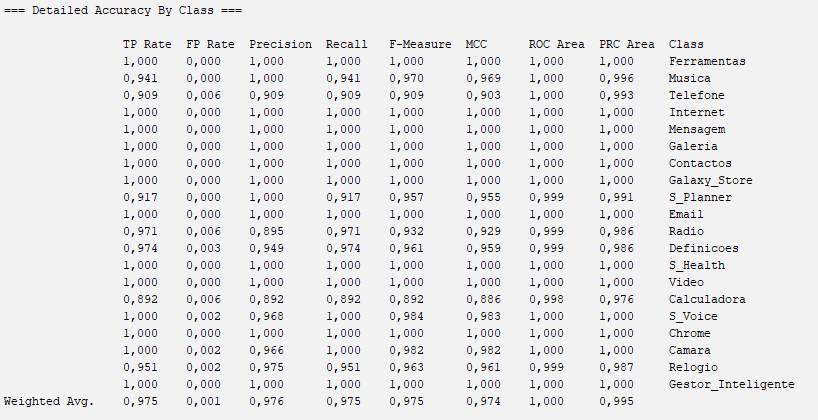 === Detailed Accuracy By Class ===
TP Rate FP Rate Precision Recall F-Measure MCC ROC Area PRC Area Class
1,000 0,000 1,000 1,000 1,000 1,000 1,000 1,000 Ferramentas
0,941 0,000 1,000 0,941 0,970 0,969 1,000 0,996 Musica
0,909 0,006 0,909 0,909 0,909 0,903 1,000 0,993 Telefone
1,000 0,000 1,000 1,000 1,000 1,000 1,000 1,000 Internet
1,000 0,000 1,000 1,000 1,000 1,000 1,000 1,000 Mensagem
1,000 0,000 1,000 1,000 1,000 1,000 1,000 1,000 Galeria
1,000 0,000 1,000 1,000 1,000 1,000 1,000 1,000 Contactos
1,000 0,000 1,000 1,000 1,000 1,000 1,000 1,000 Galaxy_Store
0,917 0,000 1,000 0,917 0,957 0,955 0,999 0,991 S_Planner
1,000 0,000 1,000 1,000 1,000 1,000 1,000 1,000 Email
0,971 0,006 0,895 0,971 0,932 0,929 0,999 0,986 Radio
0,974 0,003 0,949 0,974 0,961 0,959 0,999 0,986 Definicoes
1,000 0,000 1,000 1,000 1,000 1,000 1,000 1,000 S_Health
1,000 0,000 1,000 1,000 1,000 1,000 1,000 1,000 Video
0,892 0,006 0,892 0,892 0,892 0,886 0,998 0,976 Calculadora
1,000 0,002 0,968 1,000 0,984 0,983 1,000 1,000 S_Voice
1,000 0,000 1,000 1,000 1,000 1,000 1,000 1,000 Chrome
1,000 0,002 0,966 1,000 0,982 0,982 1,000 1,000 Camara
0,951 0,002 0,975 0,951 0,963 0,961 0,999 0,987 Relogio
1,000 0,000 1,000 1,000 1,000 1,000 1,000 1,000 Gestor_Inteligente
Weighted Avg. 0,975 0,001 0,976 0,975 0,975 0,974 1,000 0,995